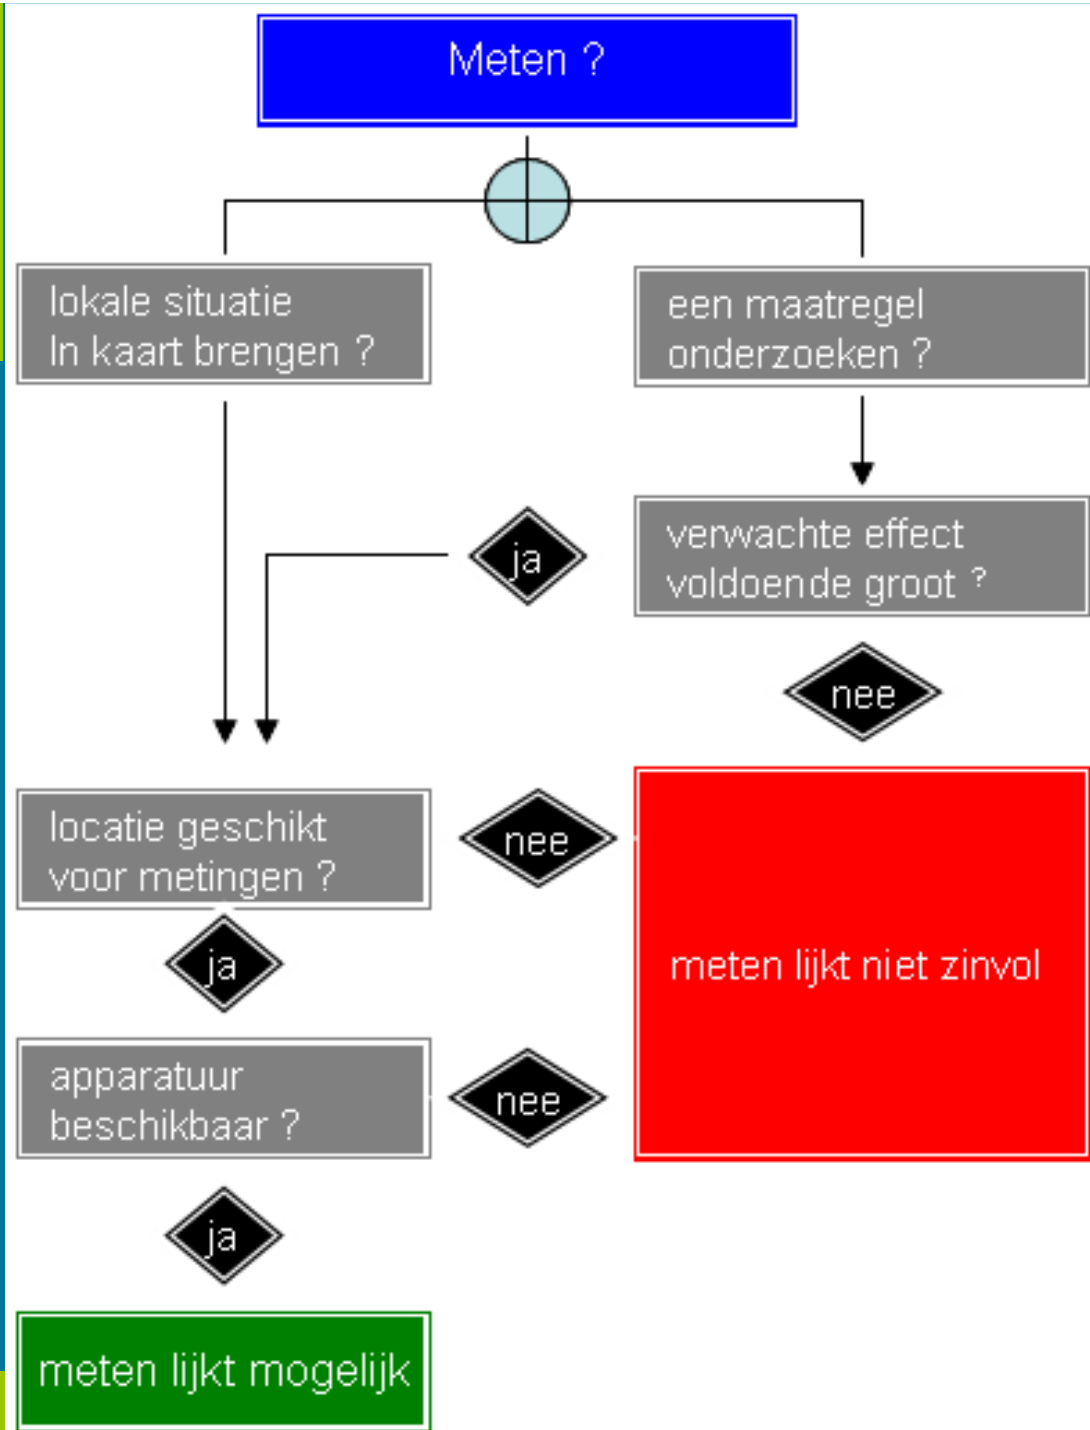 Meten ?
lokale situatie
In kaart brengen ?
een maatregel
onderzoeken ?
verwachte effect
voldoende groot ?
ja
nee
locatie geschikt
voor metingen ?
nee
ja
meten lijkt niet zinvol
apparatuur
beschikbaar ?
nee
ja
meten lijkt mogelijk